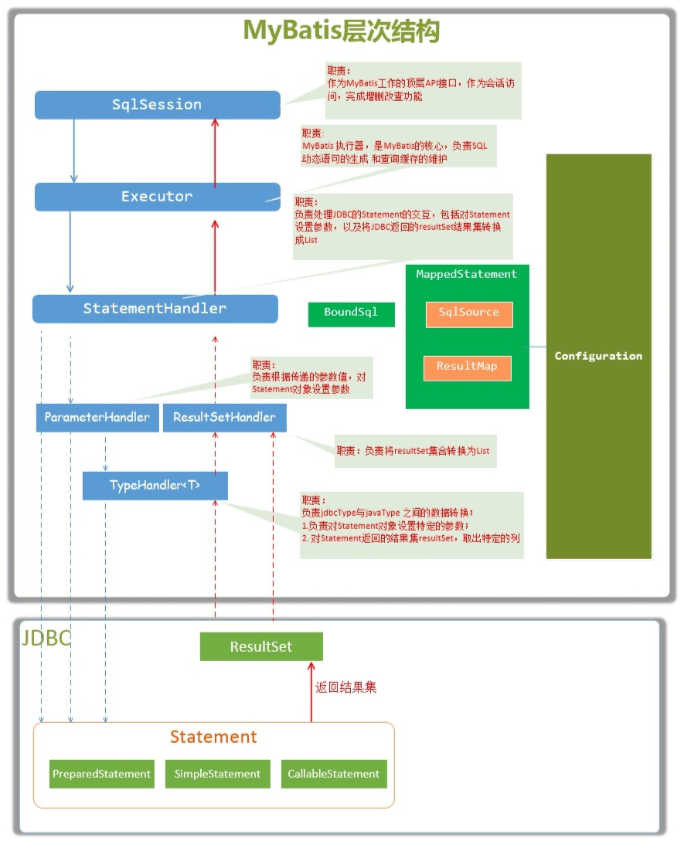 MyBatis层次结构
职责：
作为MyBatis工作的顶层API接口，作为会话访
问，完成增删改查功能
SqlSession
职责:
MyBatis 执行器，是MyBatis的核心，负责SQL
动态语句的生成 和查询缓存的维护
Executor
职责：
负责处理JDBC的Statement的交互，包括对Statement
设置参数，以及将JDBC返回的resultSet结果集转换
成List
StatementHandler
BoundSql
MappedStatement
SqlSource
ResultMap
Configuration
职责：
负责根据传递的参数值，对
Statement对象设置参数
ParameterHandler
ResultSetHandler
职责：负责将resultSet集合转换为List
TypeHandler<T>
职责：
负责jdbcType与javaType 之间的数据转换：
1.负责对Statement对象设置特定的参数；
2. 对Statement返回的结果集resultSet，取出特定的列
JDBC
ResultSet
返回结果集
Statement
PreparedStatement
SimpleStatement
CallableStatement